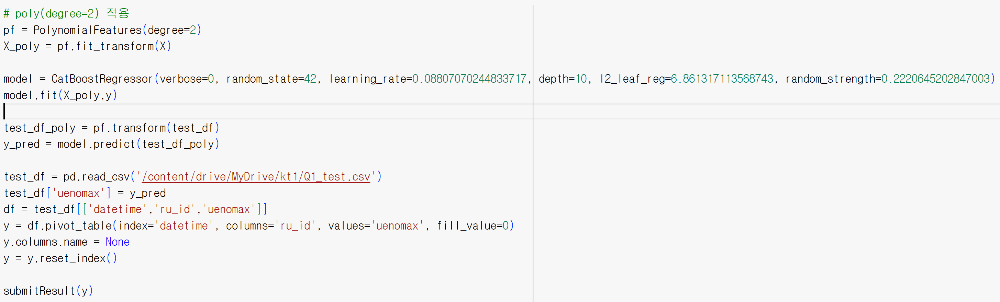 # poly(degree=2) 적용
pf = PolynomialFeatures(degree=2)
X_poly = pf.fit_transform(X)
model = CatBoostRegressor(verbose=0, random_state=42, learning_rate=0.08807070244833717, depth=10, l2_leaf_reg=6.861317113568743, random_strength=0.2220645202847003)
model.fit(X_poly,y)
test_df_poly = pf.transform(test_df)
y_pred = model.predict(test_df_poly)
test_df = pd.read_csv('/content/drive/MyDrive/kt1/Q1_test.csv')
test_df['uenomax'] = y_pred
df = test_df[['datetime','ru_id','uenomax']]
y = df.pivot_table(index='datetime', columns='ru_id', values='uenomax', fill_value=0)
y.columns.name = None
y = y.reset_index()
submitResult(y)